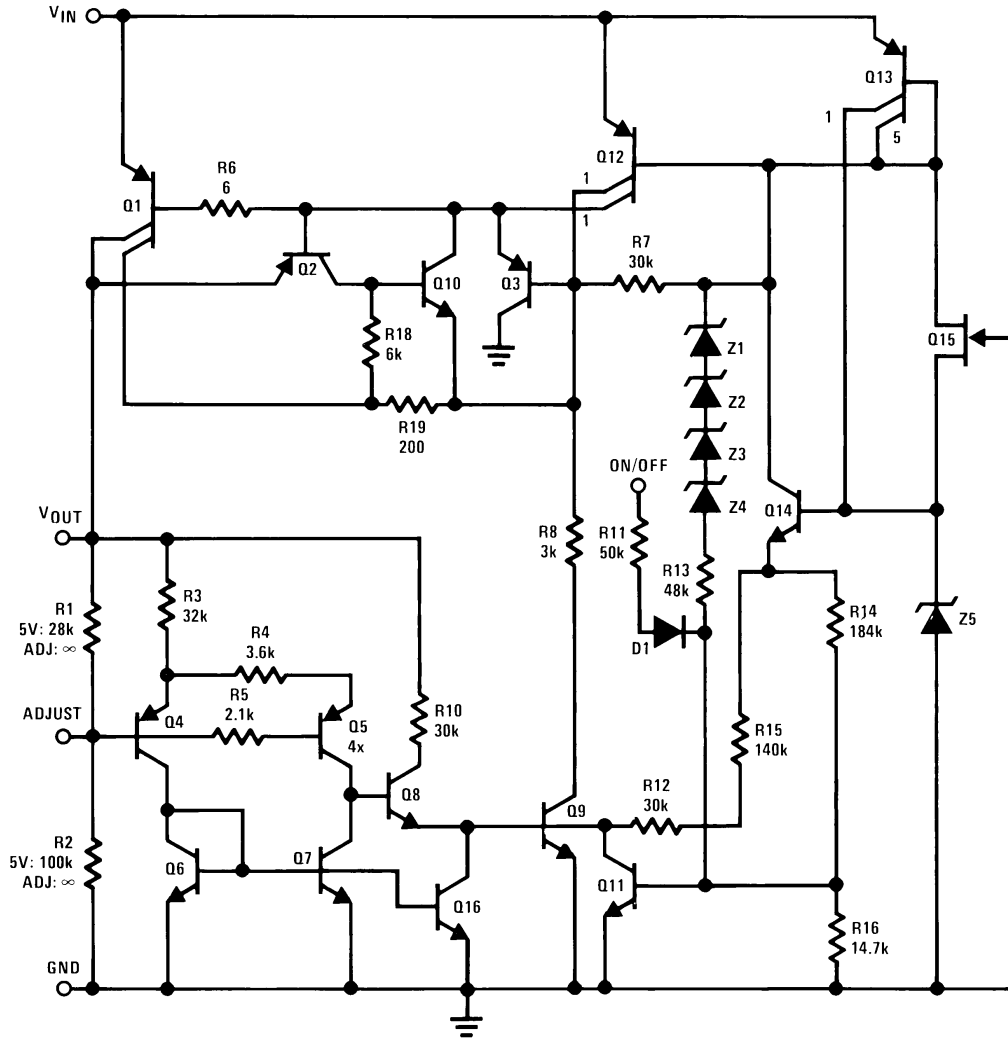 VIN
Q13
1
5
Q12
1
1
R6
6
Q1
Q2
Q10
Q3
R7
30k
R18
6k
R19
200
Z1
Z2
Z3
Z4
Q15
ON/OFF
Q14
VOUT
R8
3k
R11
50k
R13
48k
R1
5V: 28k
ADJ: ∞
R3
32k
R4
3.6k
D1
R14
184k
Z5
ADJUST
Q4
R5
2.1k
Q5
4x
R10
30k
R15
140k
Q8
R12
30k
Q9
R2
5V: 100k
ADJ: ∞
Q6
Q7
Q16
Q11
R16
14.7k
GND